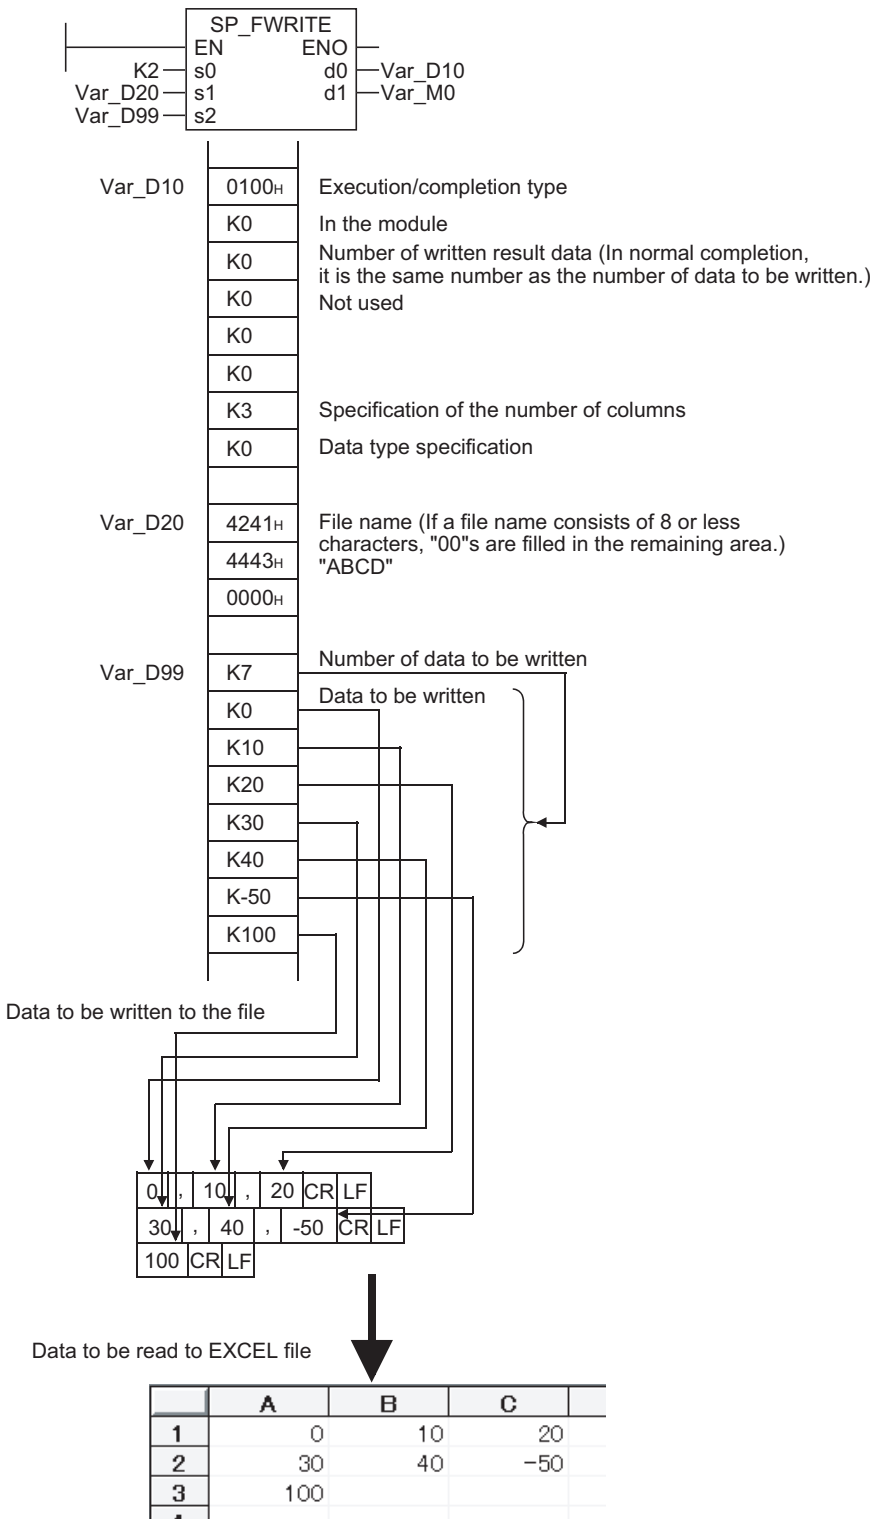 SP_FWRITE
EN ENO
K2 s0 d0 Var_D10
Var_D20 s1 d1 Var_M0
Var_D99 s2
Var_D10 0100H Execution/completion type
K0 In the module
K0 Number of written result data (In normal completion,
it is the same number as the number of data to be written.)
K0 Not used
K0
K0
K3 Specification of the number of columns
K0 Data type specification
Var_D20 4241H File name (If a file name consists of 8 or less
characters, "00"s are filled in the remaining area.)
4443H "ABCD"
0000H
Var_D99 K7 Number of data to be written
K0 Data to be written
K10
K20
K30
K40
K-50
K100
Data to be written to the file
0 , 10 , 20 CR LF
30 , 40 , -50 CR LF
100 CR LF
Data to be read to EXCEL file
A B C
1 0 10 20
2 30 40 -50
3 100